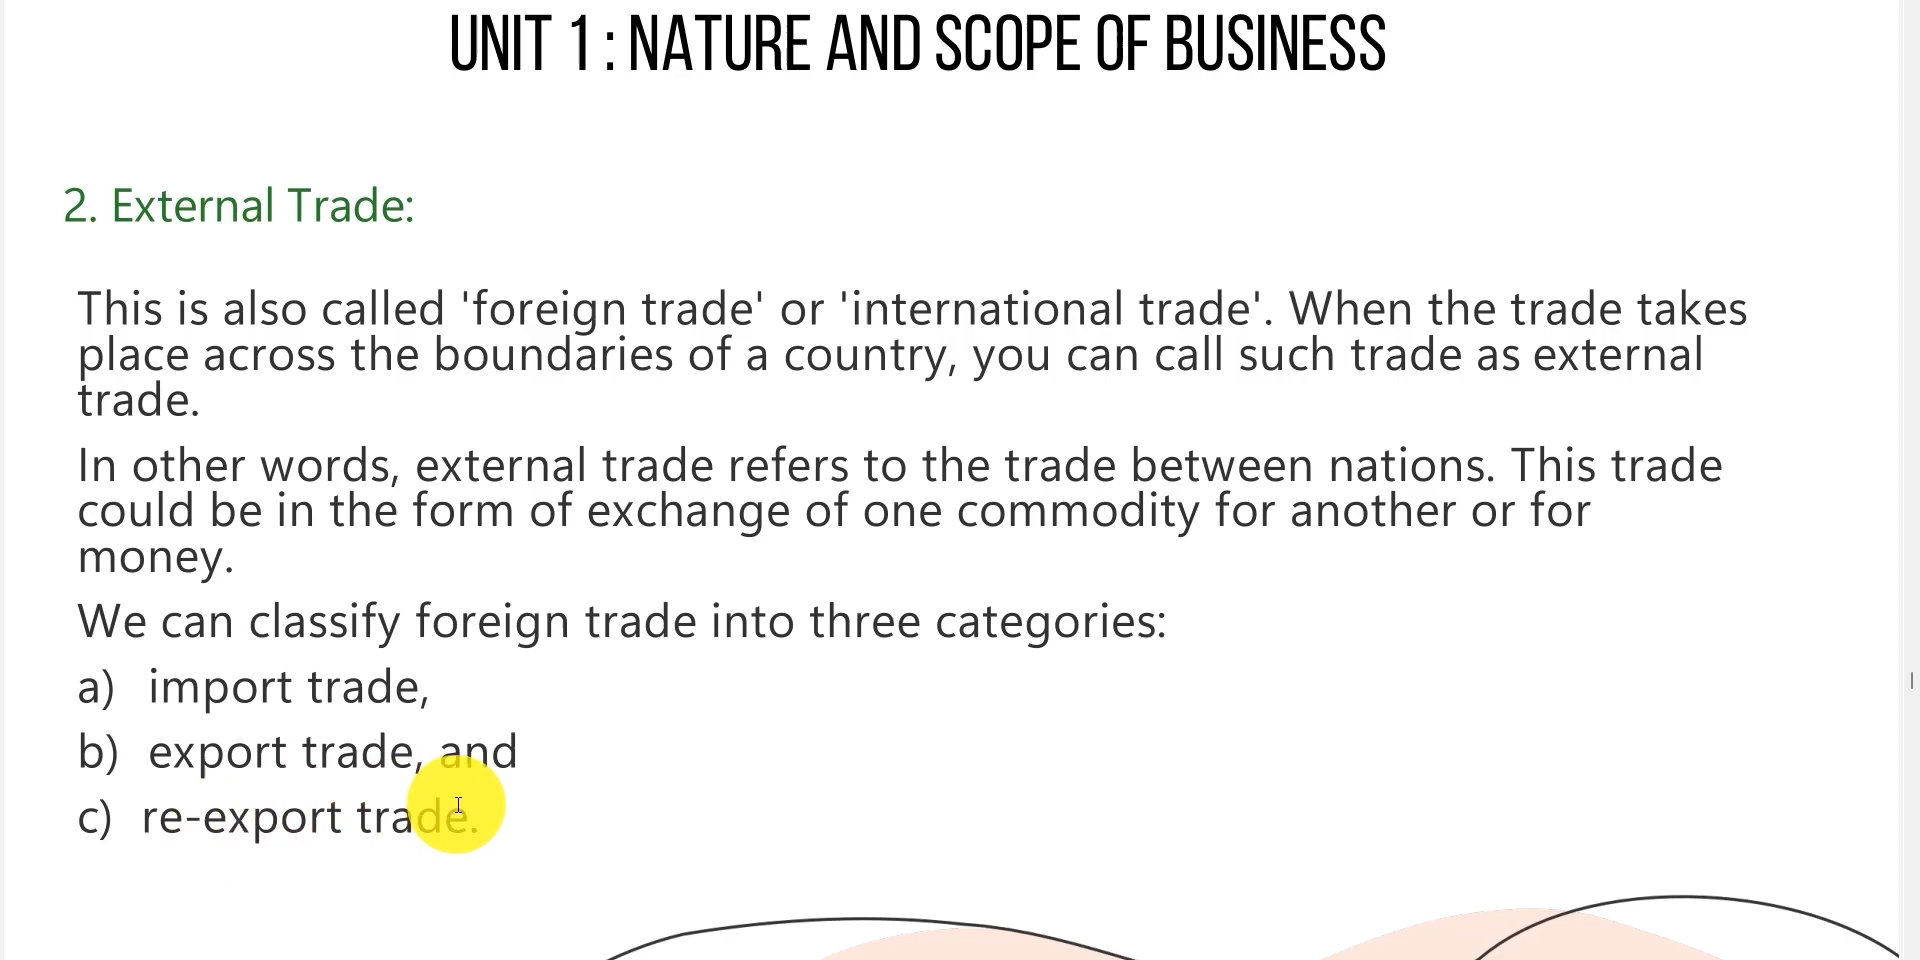 UNIT 1 : NATURE AND SCOPE OF BUSINESS
2. External Trade:
This is also called 'foreign trade' or 'international trade'. When the trade takes
place across the boundaries of a country, you can call such trade as external
trade.
In other words, external trade refers to the trade between nations. This trade
could be in the form of exchange of one commodity for another or for
money.
We can classify foreign trade into three categories:
a) import trade,
b) export trade, and
c) re-export trade.